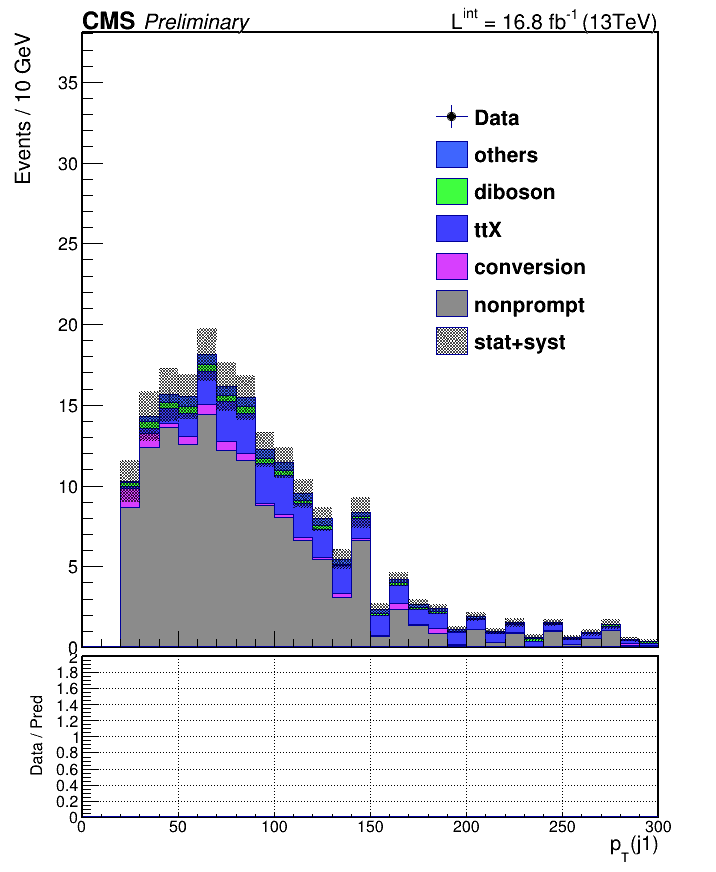 CMS Preliminary L^int = 16.8 fb^-1 (13TeV)
Events / 10 GeV
35
30
25
20
15
10
5
0
Data
others
diboson
ttX
conversion
nonprompt
stat+syst
Data / Pred
2
1.8
1.6
1.4
1.2
1
0.8
0.6
0.4
0.2
0
0 50 100 150 200 250 300
p_T(j1)